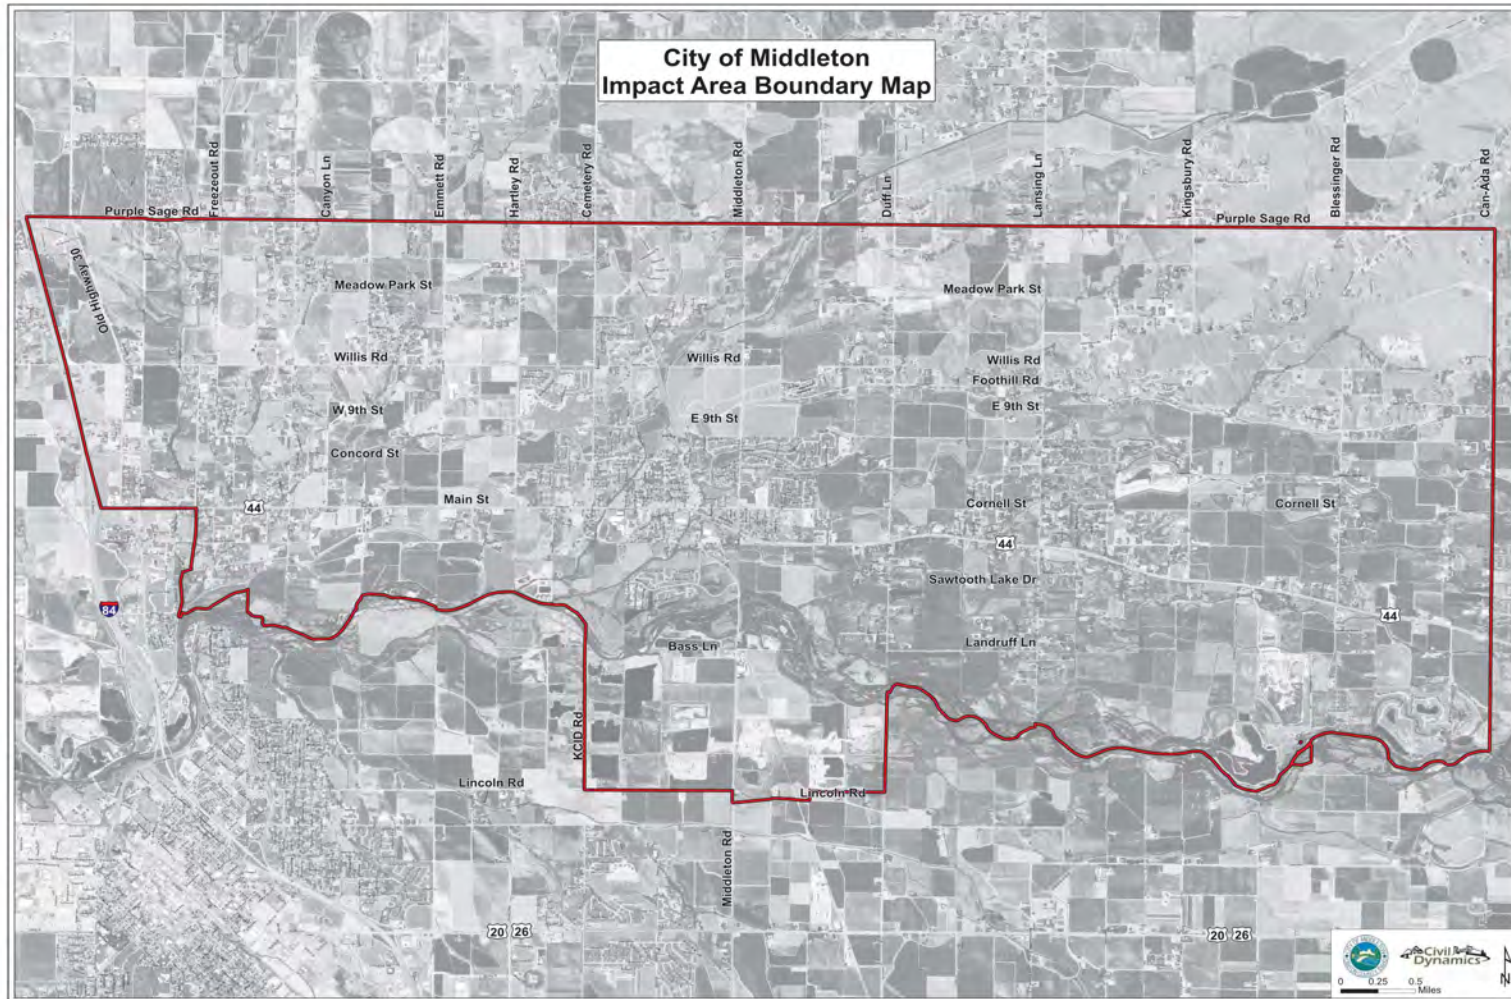 City of Middleton
Impact Area Boundary Map
Freezeout Rd
Canyon Ln
Emmett Rd
Hartley Rd
Cemetery Rd
Middleton Rd
Duff Ln
Lansing Ln
Kingsbury Rd
Blessinger Rd
Can-Ada Rd
Purple Sage Rd
Purple Sage Rd
Old Highway 30
Meadow Park St
Meadow Park St
Willis Rd
Willis Rd
Willis Rd
Foothill Rd
W 9th St
E 9th St
E 9th St
Concord St
Main St
44
Cornell St
Cornell St
44
Sawtooth Lake Dr
84
44
Bass Ln
Landruff Ln
KCID Rd
Lincoln Rd
Lincoln Rd
Middleton Rd
20 26
20 26
Civil
Dynamics
N
0 0.25 0.5
Miles